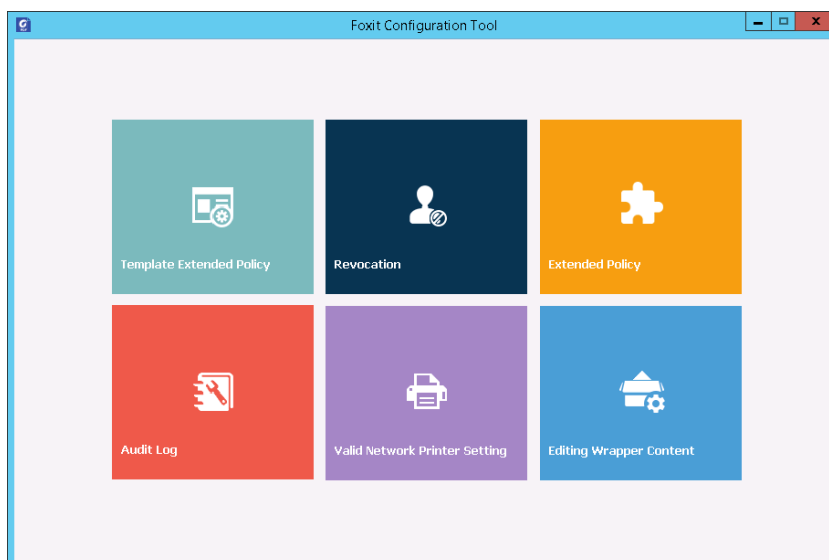 Foxit Configuration Tool
Template Extended Policy
Revocation
Extended Policy
Audit Log
Valid Network Printer Setting
Editing Wrapper Content